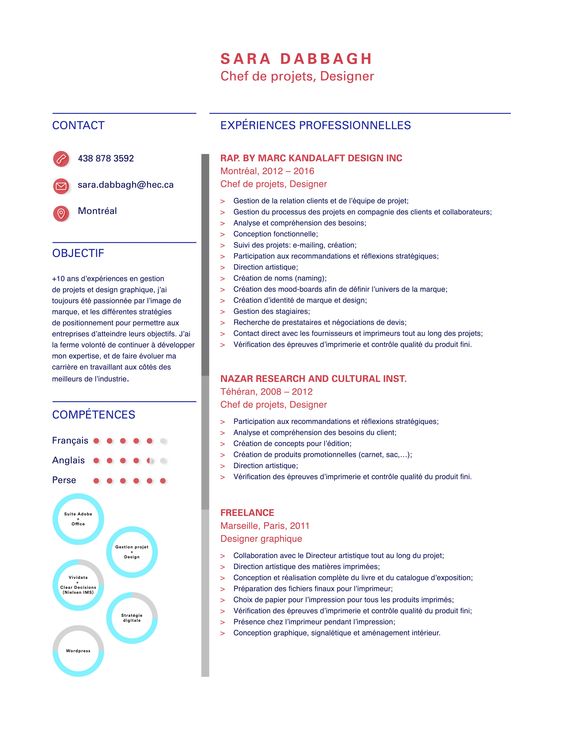 SARA DABBAGH
Chef de projets, Designer
CONTACT
438 878 3592
sara.dabbagh@hec.ca
Montréal
OBJECTIF
+10 ans d'expériences en gestion
de projets et design graphique, j'ai
toujours été passionnée par l'image de
marque, et les différentes stratégies
de positionnement pour permettre aux
entreprises d'atteindre leurs objectifs. J'ai
la ferme volonté de continuer à développer
mon expertise, et de faire évoluer ma
carrière en travaillant aux côtés des
meilleurs de l'industrie.
COMPÉTENCES
Français
Anglais
Perse
Suite Adobe
+
Office
Gestion projet
+
Design
Vividata
+
Clear Decisions
(Nielsen IMS)
Stratégie
digitale
Wordpress
EXPÉRIENCES PROFESSIONNELLES
RAP. BY MARC KANDALAFT DESIGN INC
Montréal, 2012 – 2016
Chef de projets, Designer
> Gestion de la relation clients et de l'équipe de projet;
> Gestion du processus des projets en compagnie des clients et collaborateurs;
> Analyse et compréhension des besoins;
> Conception fonctionnelle;
> Suivi des projets: e-mailing, création;
> Participation aux recommandations et réflexions stratégiques;
> Direction artistique;
> Création de noms (naming);
> Création des mood-boards afin de définir l'univers de la marque;
> Création d'identité de marque et design;
> Gestion des stagiaires;
> Recherche de prestataires et négociations de devis;
> Contact direct avec les fournisseurs et imprimeurs tout au long des projets;
> Vérification des épreuves d'imprimerie et contrôle qualité du produit fini.
NAZAR RESEARCH AND CULTURAL INST.
Téhéran, 2008 – 2012
Chef de projets, Designer
> Participation aux recommandations et réflexions stratégiques;
> Analyse et compréhension des besoins du client;
> Création de concepts pour l'édition;
> Création de produits promotionnelles (carnet, sac,…);
> Direction artistique;
> Vérification des épreuves d'imprimerie et contrôle qualité du produit fini.
FREELANCE
Marseille, Paris, 2011
Designer graphique
> Collaboration avec le Directeur artistique tout au long du projet;
> Direction artistique des matières imprimées;
> Conception et réalisation complète du livre et du catalogue d'exposition;
> Préparation des fichiers finaux pour l'imprimeur;
> Choix de papier pour l'impression pour tous les produits imprimés;
> Vérification des épreuves d'imprimerie et contrôle qualité du produit fini;
> Présence chez l'imprimeur pendant l'impression;
> Conception graphique, signalétique et aménagement intérieur.